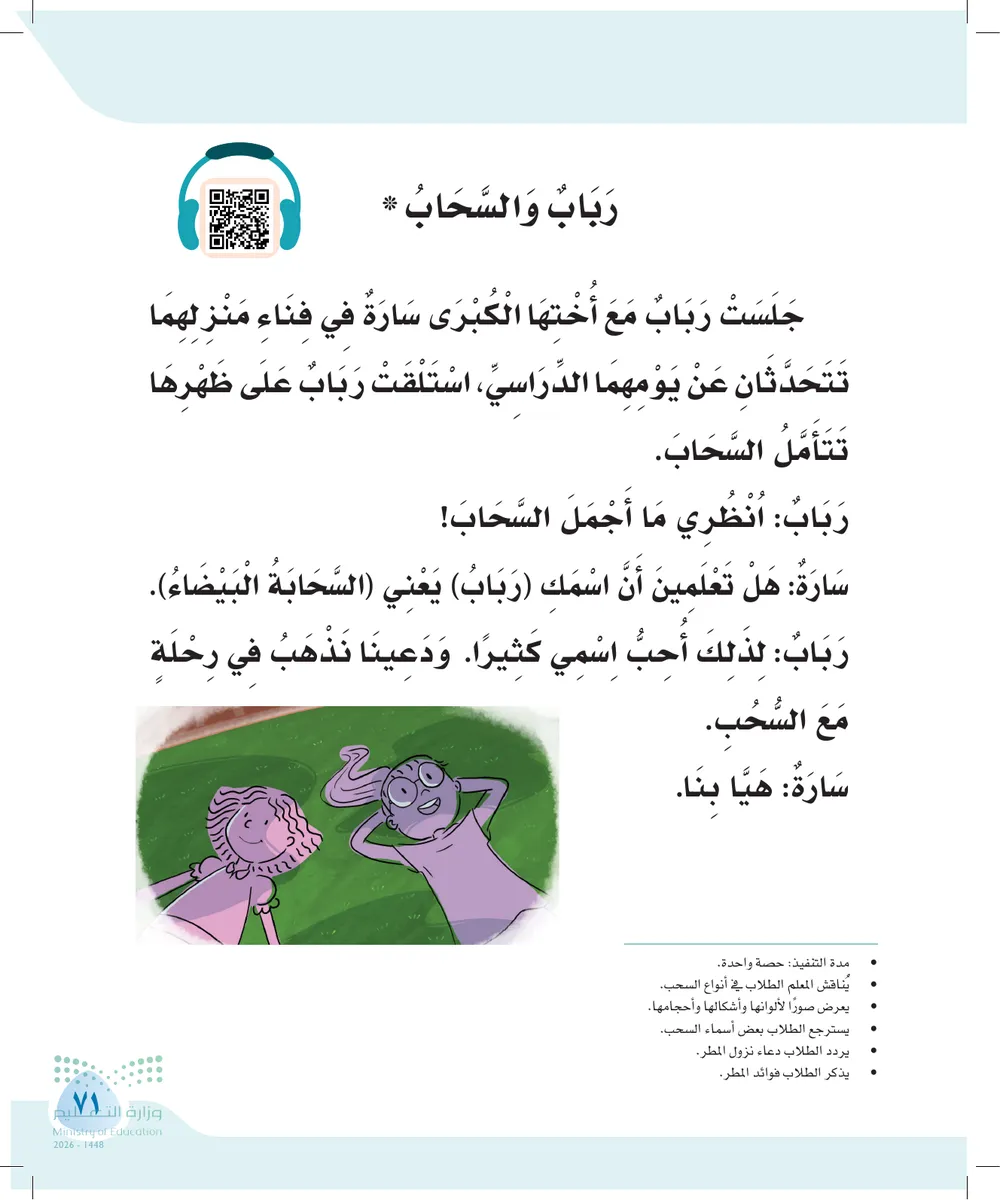 رَبَابٌ وَالسَّحَابُ *
جَلَسَتْ رَبَابٌ مَعَ أُخْتِهَا الْكُبْرَى سَارَةٌ فِي فِنَاءِ مَنْزِلِهِمَا
تَتَحَدَّثَانِ عَنْ يَوْمِهِمَا الدِّرَاسِيِّ، اسْتَلْقَتْ رَبَابٌ عَلَى ظَهْرِهَا
تَتَأَمَّلُ السَّحَابَ.
رَبَابٌ: اُنْظُرِي مَا أَجْمَلَ السَّحَابَ!
سَارَةٌ: هَلْ تَعْلَمِينَ أَنَّ اسْمَكِ (رَبَابُ) يَعْنِي (السَّحَابَةُ الْبَيْضَاءُ).
رَبَابٌ: لِذَلِكَ أُحِبُّ اِسْمِي كَثِيرًا. وَدَعِينَا نَذْهَبُ فِي رِحْلَةٍ
مَعَ السُّحُبِ.
سَارَةٌ: هَيَّا بِنَا.
• مدة التنفيذ: حصة واحدة.
• يُناقش المعلم الطلاب في أنواع السحب.
• يعرض صورًا لألوانها وأشكالها وأحجامها.
• يسترجع الطلاب بعض أسماء السحب.
• يردد الطلاب دعاء نزول المطر.
• يذكر الطلاب فوائد المطر.
٧١
وزارة التعليم
Ministry of Education
2026 - 1448